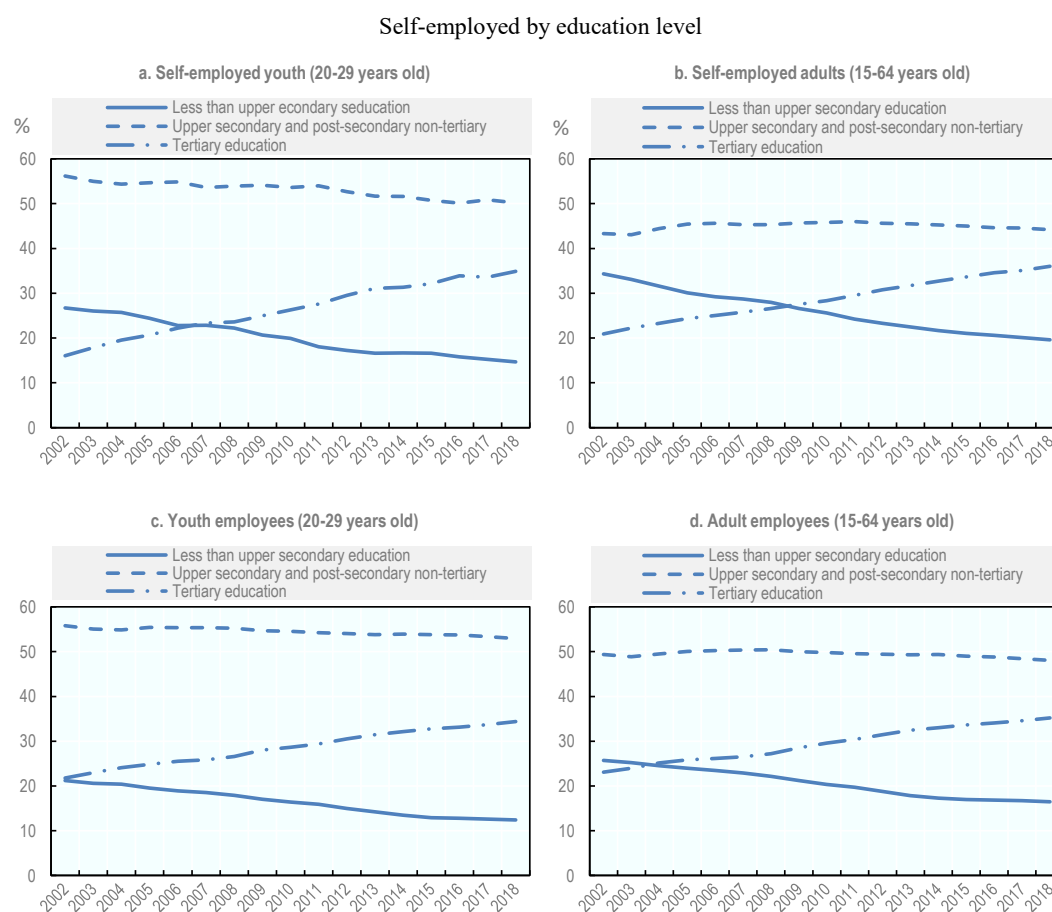 Self-employed by education level
a. Self-employed youth (20-29 years old)
Less than upper econdary seducation
Upper secondary and post-secondary non-tertiary
Tertiary education
%
60
50
40
30
20
10
0
2002 2003 2004 2005 2006 2007 2008 2009 2010 2011 2012 2013 2014 2015 2016 2017 2018
b. Self-employed adults (15-64 years old)
Less than upper secondary education
Upper secondary and post-secondary non-tertiary
Tertiary education
%
60
50
40
30
20
10
0
2002 2003 2004 2005 2006 2007 2008 2009 2010 2011 2012 2013 2014 2015 2016 2017 2018
c. Youth employees (20-29 years old)
Less than upper secondary education
Upper secondary and post-secondary non-tertiary
Tertiary education
60
50
40
30
20
10
0
2002 2003 2004 2005 2006 2007 2008 2009 2010 2011 2012 2013 2014 2015 2016 2017 2018
d. Adult employees (15-64 years old)
Less than upper secondary education
Upper secondary and post-secondary non-tertiary
Tertiary education
60
50
40
30
20
10
0
2002 2003 2004 2005 2006 2007 2008 2009 2010 2011 2012 2013 2014 2015 2016 2017 2018